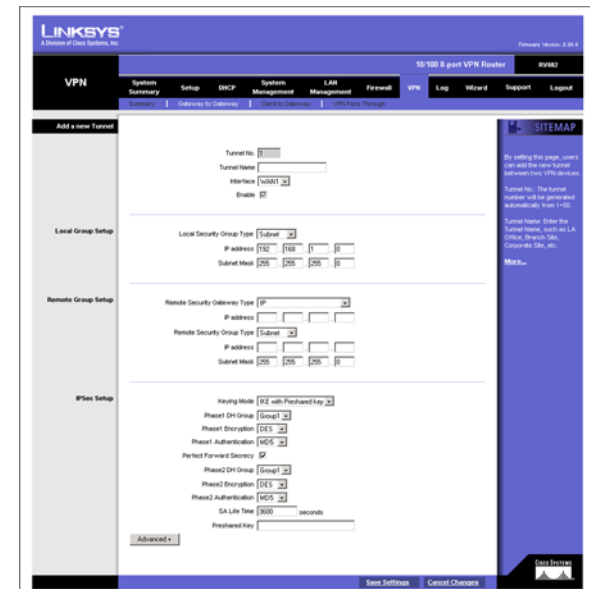 LINKSYS®
A Division of Cisco Systems, Inc.
Firmware Version:
10/100 8-port VPN Router RV082
VPN
System Summary Setup DHCP System Management LAN Management Firewall VPN Log Wizard Support Logout
Summary | Gateway to Gateway | Client to Gateway | VPN Pass Through
Add a new Tunnel
SITEMAP
Tunnel No. 1
Tunnel Name
Interface WAN1
Enable
By setting this page, users
can add the new tunnel
between two VPN devices.
Tunnel No.: The tunnel
number will be generated
automatically from 1~50.
Tunnel Name: Enter the
Tunnel Name, such as LA
Office, Branch Site,
Corporate Site, etc.
More...
Local Group Setup
Local Security Group Type Subnet
IP address 192 . 168 . 1 . 0
Subnet Mask 255 . 255 . 255 . 0
Remote Group Setup
Remote Security Gateway Type IP
IP address . . .
Remote Security Group Type Subnet
IP address . . .
Subnet Mask 255 . 255 . 255 . 0
IPSec Setup
Keying Mode IKE with Preshared key
Phase1 DH Group Group1
Phase1 Encryption DES
Phase1 Authentication MD5
Perfect Forward Secrecy
Phase2 DH Group Group1
Phase2 Encryption DES
Phase2 Authentication MD5
SA Life Time 3600 seconds
Preshared Key
Advanced +
Save Settings Cancel Changes
Cisco Systems